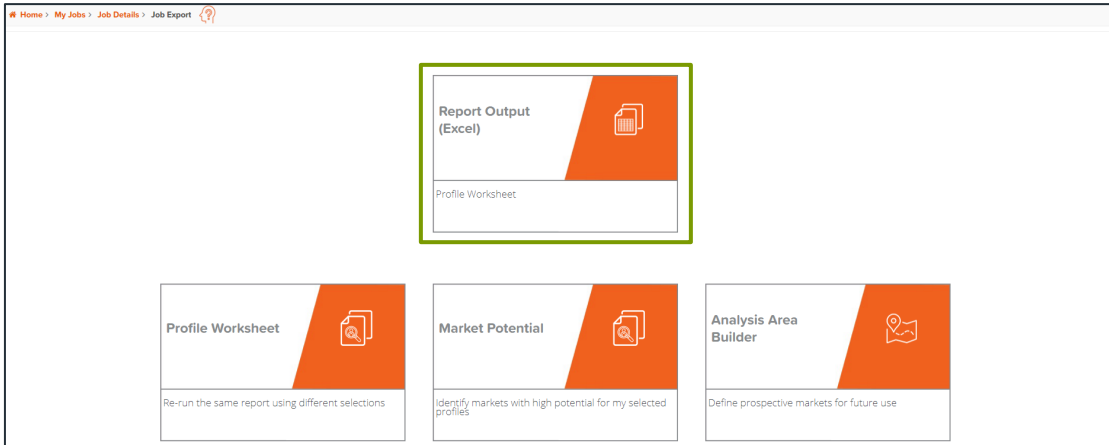 Home > My Jobs > Job Details > Job Export
Report Output
(Excel)
Profile Worksheet
Profile Worksheet
Re-run the same report using different selections
Market Potential
Identify markets with high potential for my selected
profiles
Analysis Area
Builder
Define prospective markets for future use